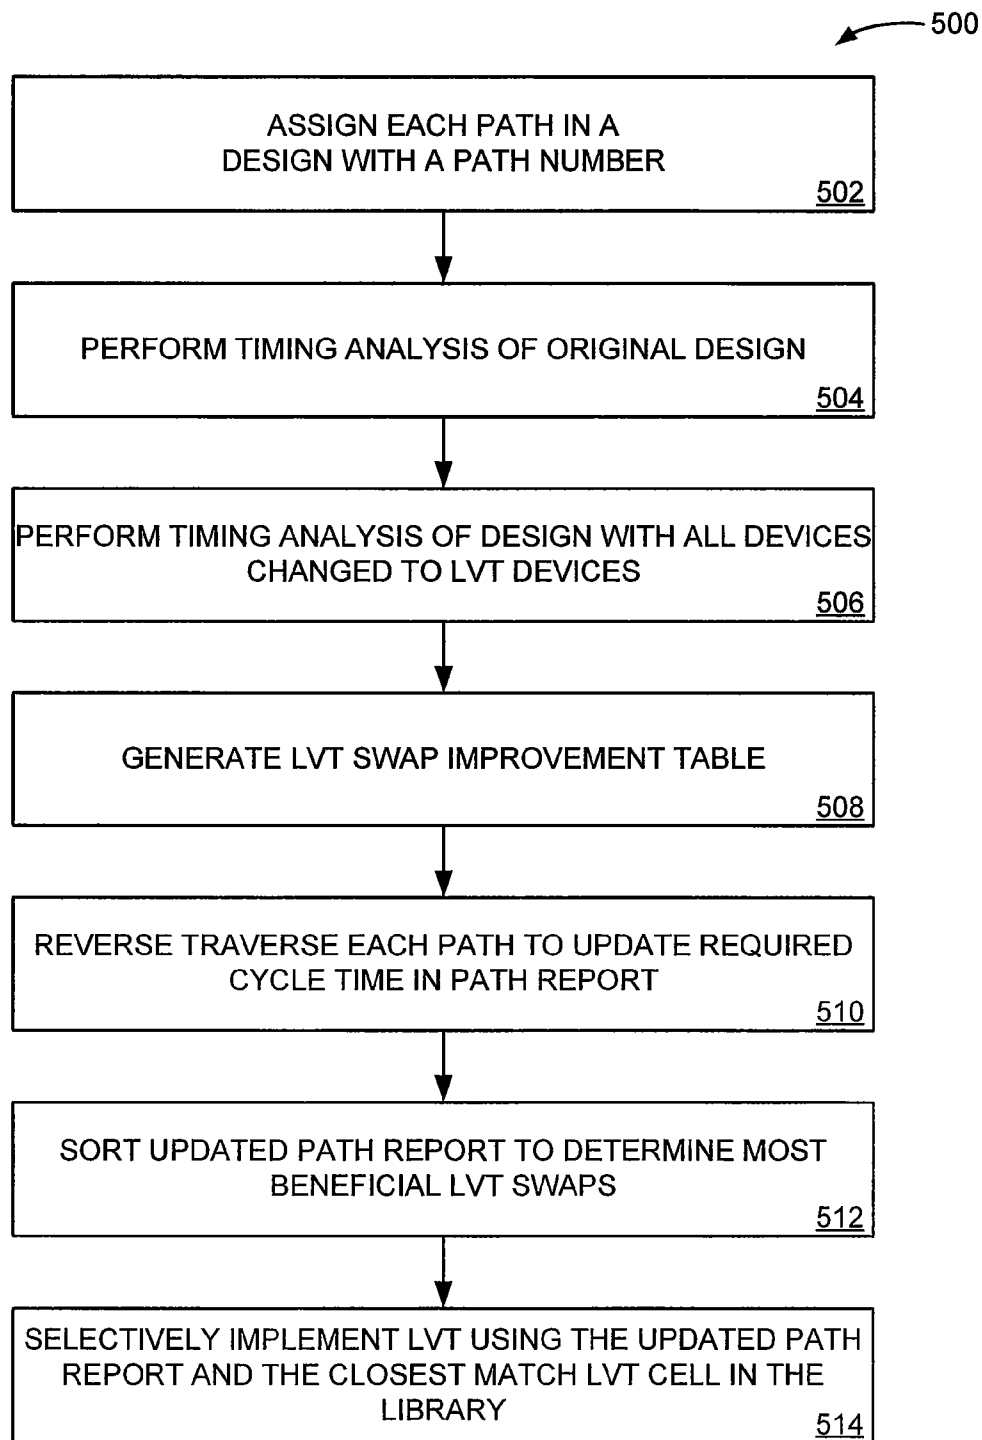 500
ASSIGN EACH PATH IN A
DESIGN WITH A PATH NUMBER
502
PERFORM TIMING ANALYSIS OF ORIGINAL DESIGN
504
PERFORM TIMING ANALYSIS OF DESIGN WITH ALL DEVICES
CHANGED TO LVT DEVICES
506
GENERATE LVT SWAP IMPROVEMENT TABLE
508
REVERSE TRAVERSE EACH PATH TO UPDATE REQUIRED
CYCLE TIME IN PATH REPORT
510
SORT UPDATED PATH REPORT TO DETERMINE MOST
BENEFICIAL LVT SWAPS
512
SELECTIVELY IMPLEMENT LVT USING THE UPDATED PATH
REPORT AND THE CLOSEST MATCH LVT CELL IN THE
LIBRARY
514